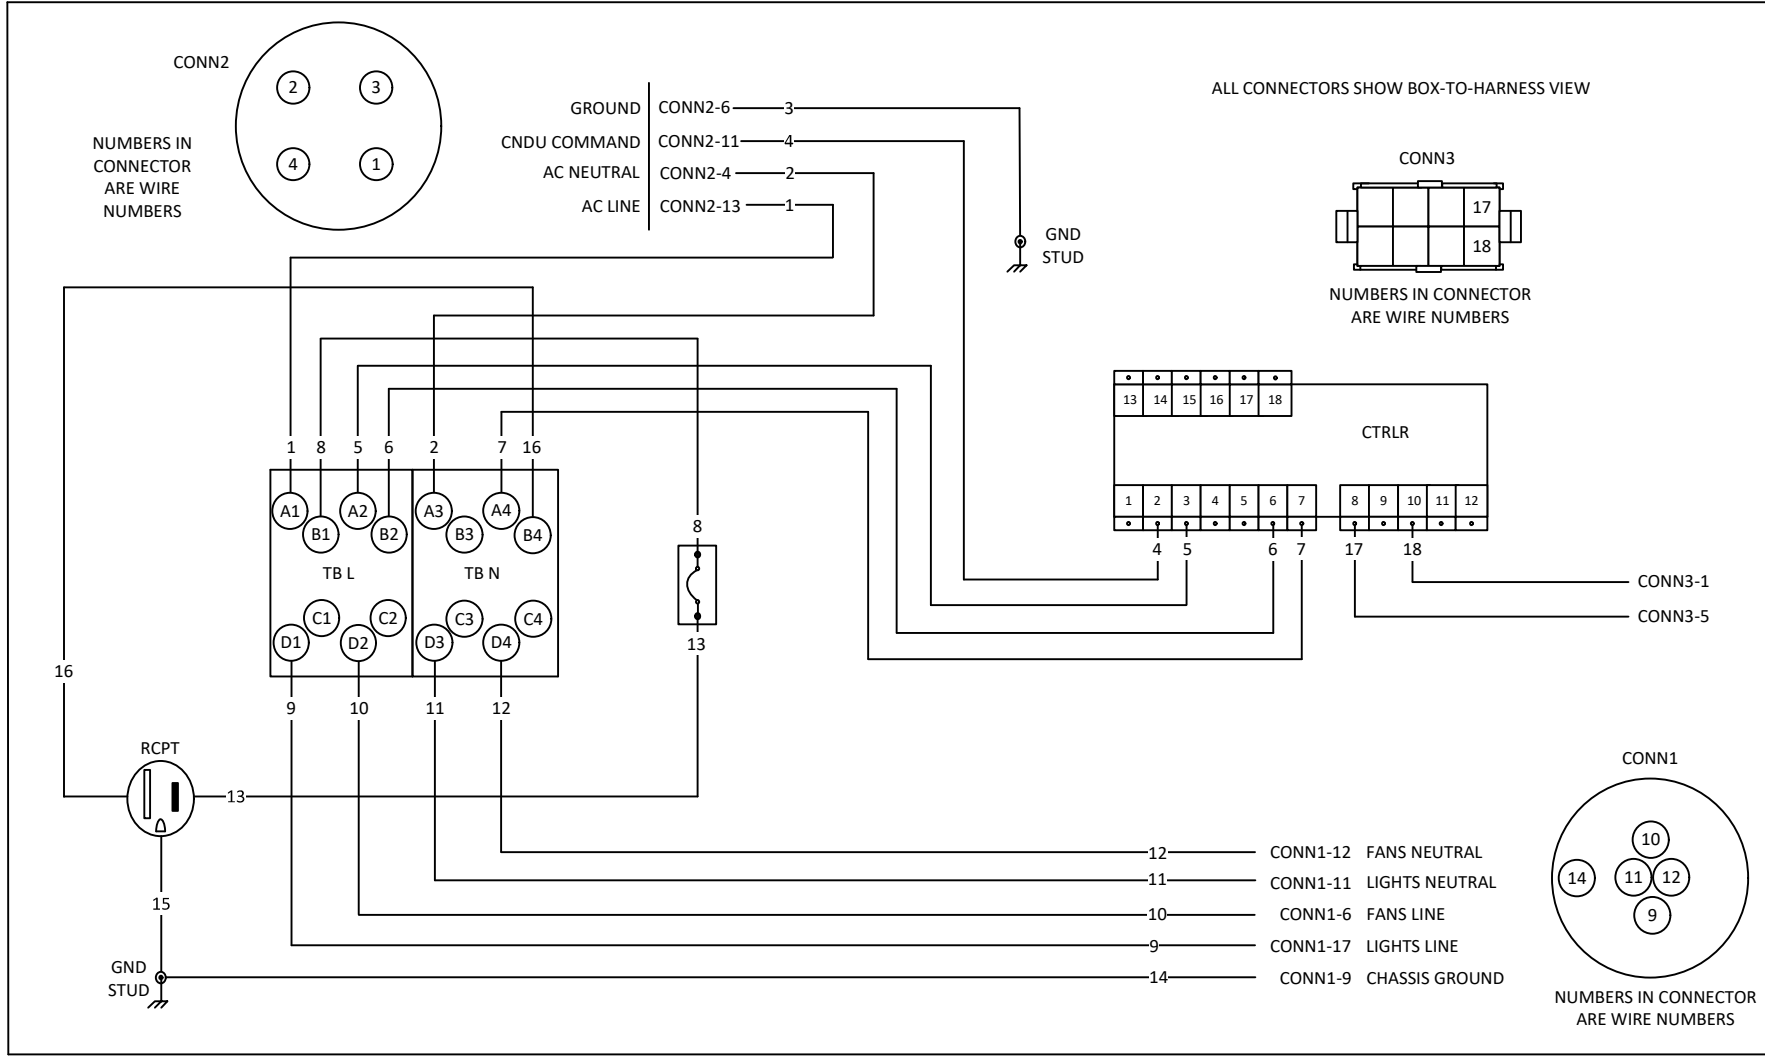 CONN2
2 3
4 1
NUMBERS IN
CONNECTOR
ARE WIRE
NUMBERS
GROUND CONN2-6 3
CNDU COMMAND CONN2-11 4
AC NEUTRAL CONN2-4 2
AC LINE CONN2-13 1
GND
STUD
ALL CONNECTORS SHOW BOX-TO-HARNESS VIEW
CONN3
17
18
NUMBERS IN CONNECTOR
ARE WIRE NUMBERS
1 8 5 6 2 7 16
A1 A2 A3 A4
B1 B2 B3 B4
TB L TB N
C1 C2 C3 C4
D1 D2 D3 D4
9 10 11 12
8
13
13 14 15 16 17 18
CTRLR
1 2 3 4 5 6 7 8 9 10 11 12
4 5 6 7 17 18
CONN3-1
CONN3-5
16
RCPT
13
15
GND
STUD
12 CONN1-12 FANS NEUTRAL
11 CONN1-11 LIGHTS NEUTRAL
10 CONN1-6 FANS LINE
9 CONN1-17 LIGHTS LINE
14 CONN1-9 CHASSIS GROUND
CONN1
10
14 11 12
9
NUMBERS IN CONNECTOR
ARE WIRE NUMBERS